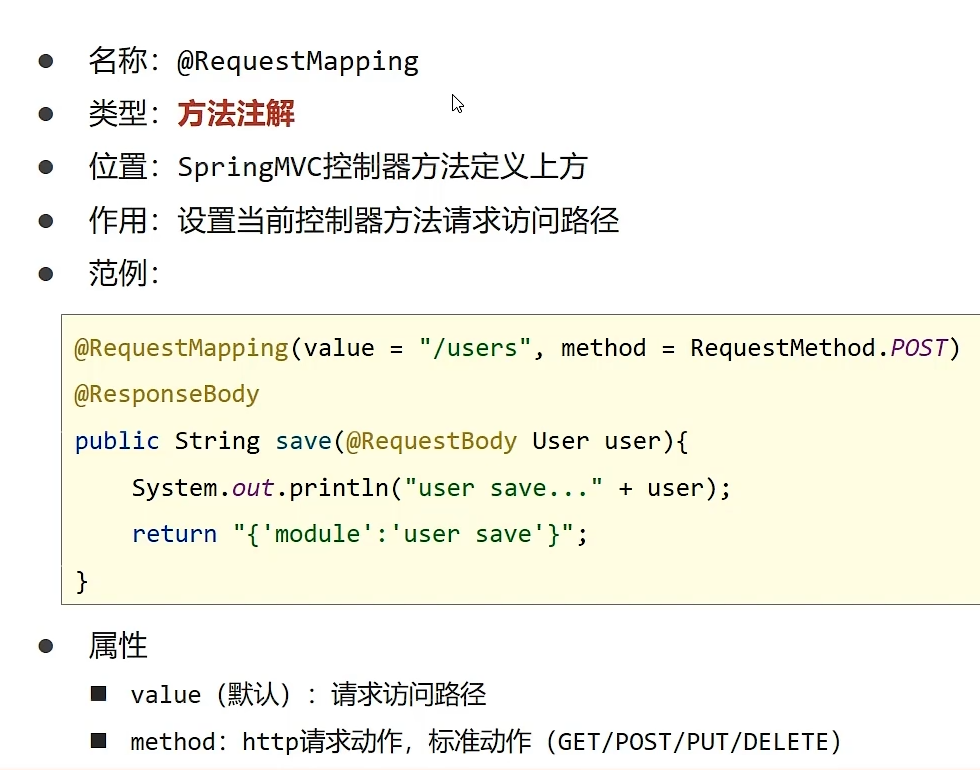 名称：@RequestMapping
类型：方法注解
位置：SpringMVC控制器方法定义上方
作用：设置当前控制器方法请求访问路径
范例：
@RequestMapping(value = "/users", method = RequestMethod.POST)
@ResponseBody
public String save(@RequestBody User user){
    System.out.println("user save..." + user);
    return "{'module':'user save'}";
}
属性
value（默认）：请求访问路径
method：http请求动作，标准动作（GET/POST/PUT/DELETE）